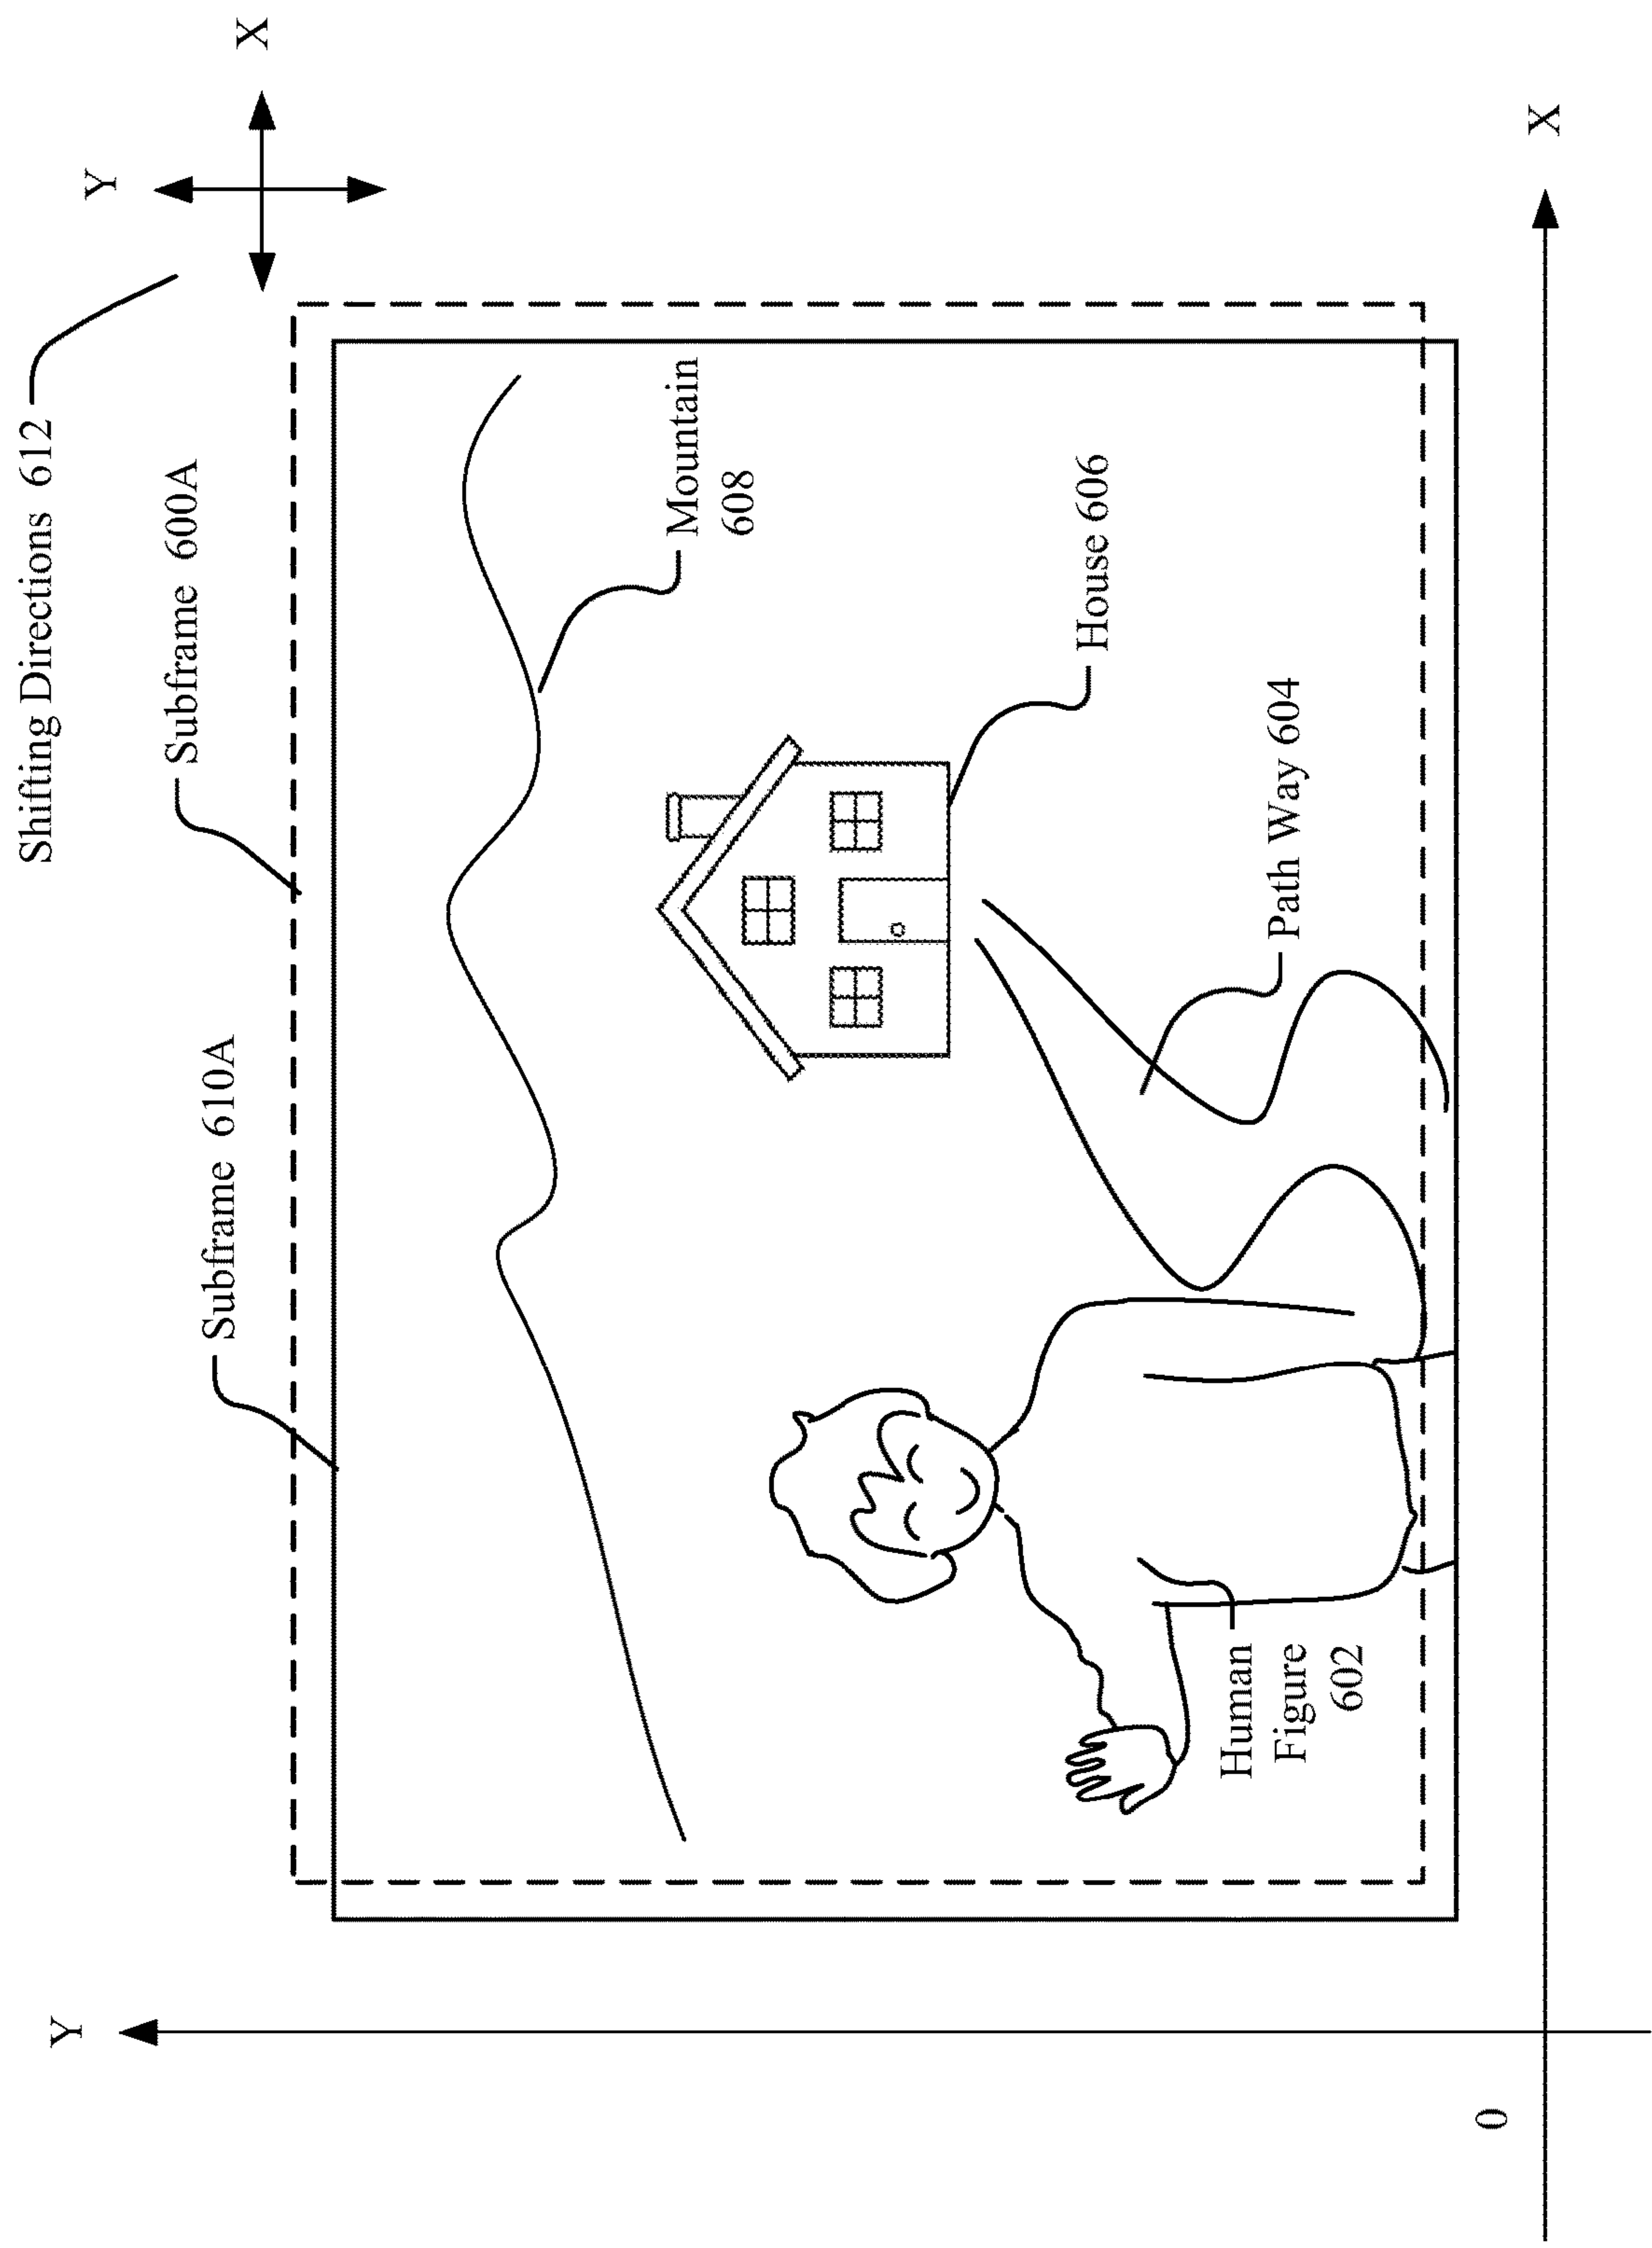 Shifting Directions 612
Y
X
Y
Subframe 600A
Subframe 610A
Mountain
608
House 606
Path Way 604
Human
Figure
602
0
X